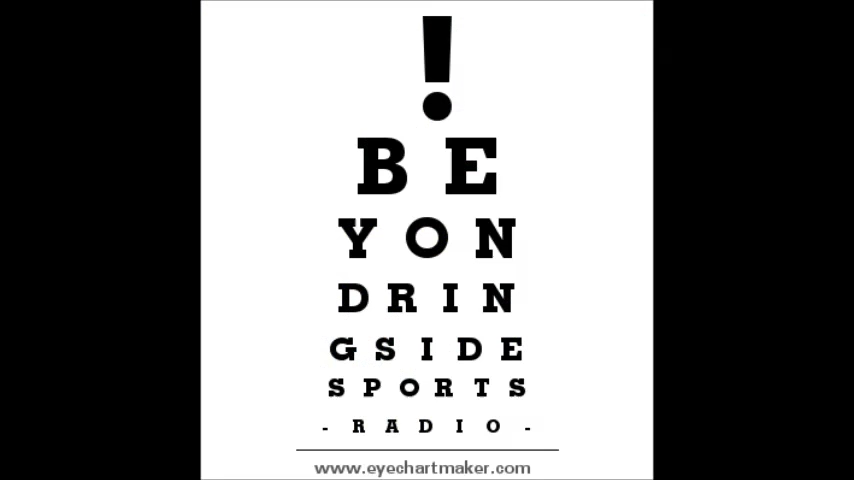 !
B E
Y O N
D R I N
G S I D E
S P O R T S
- R A D I O -
www.eyechartmaker.com